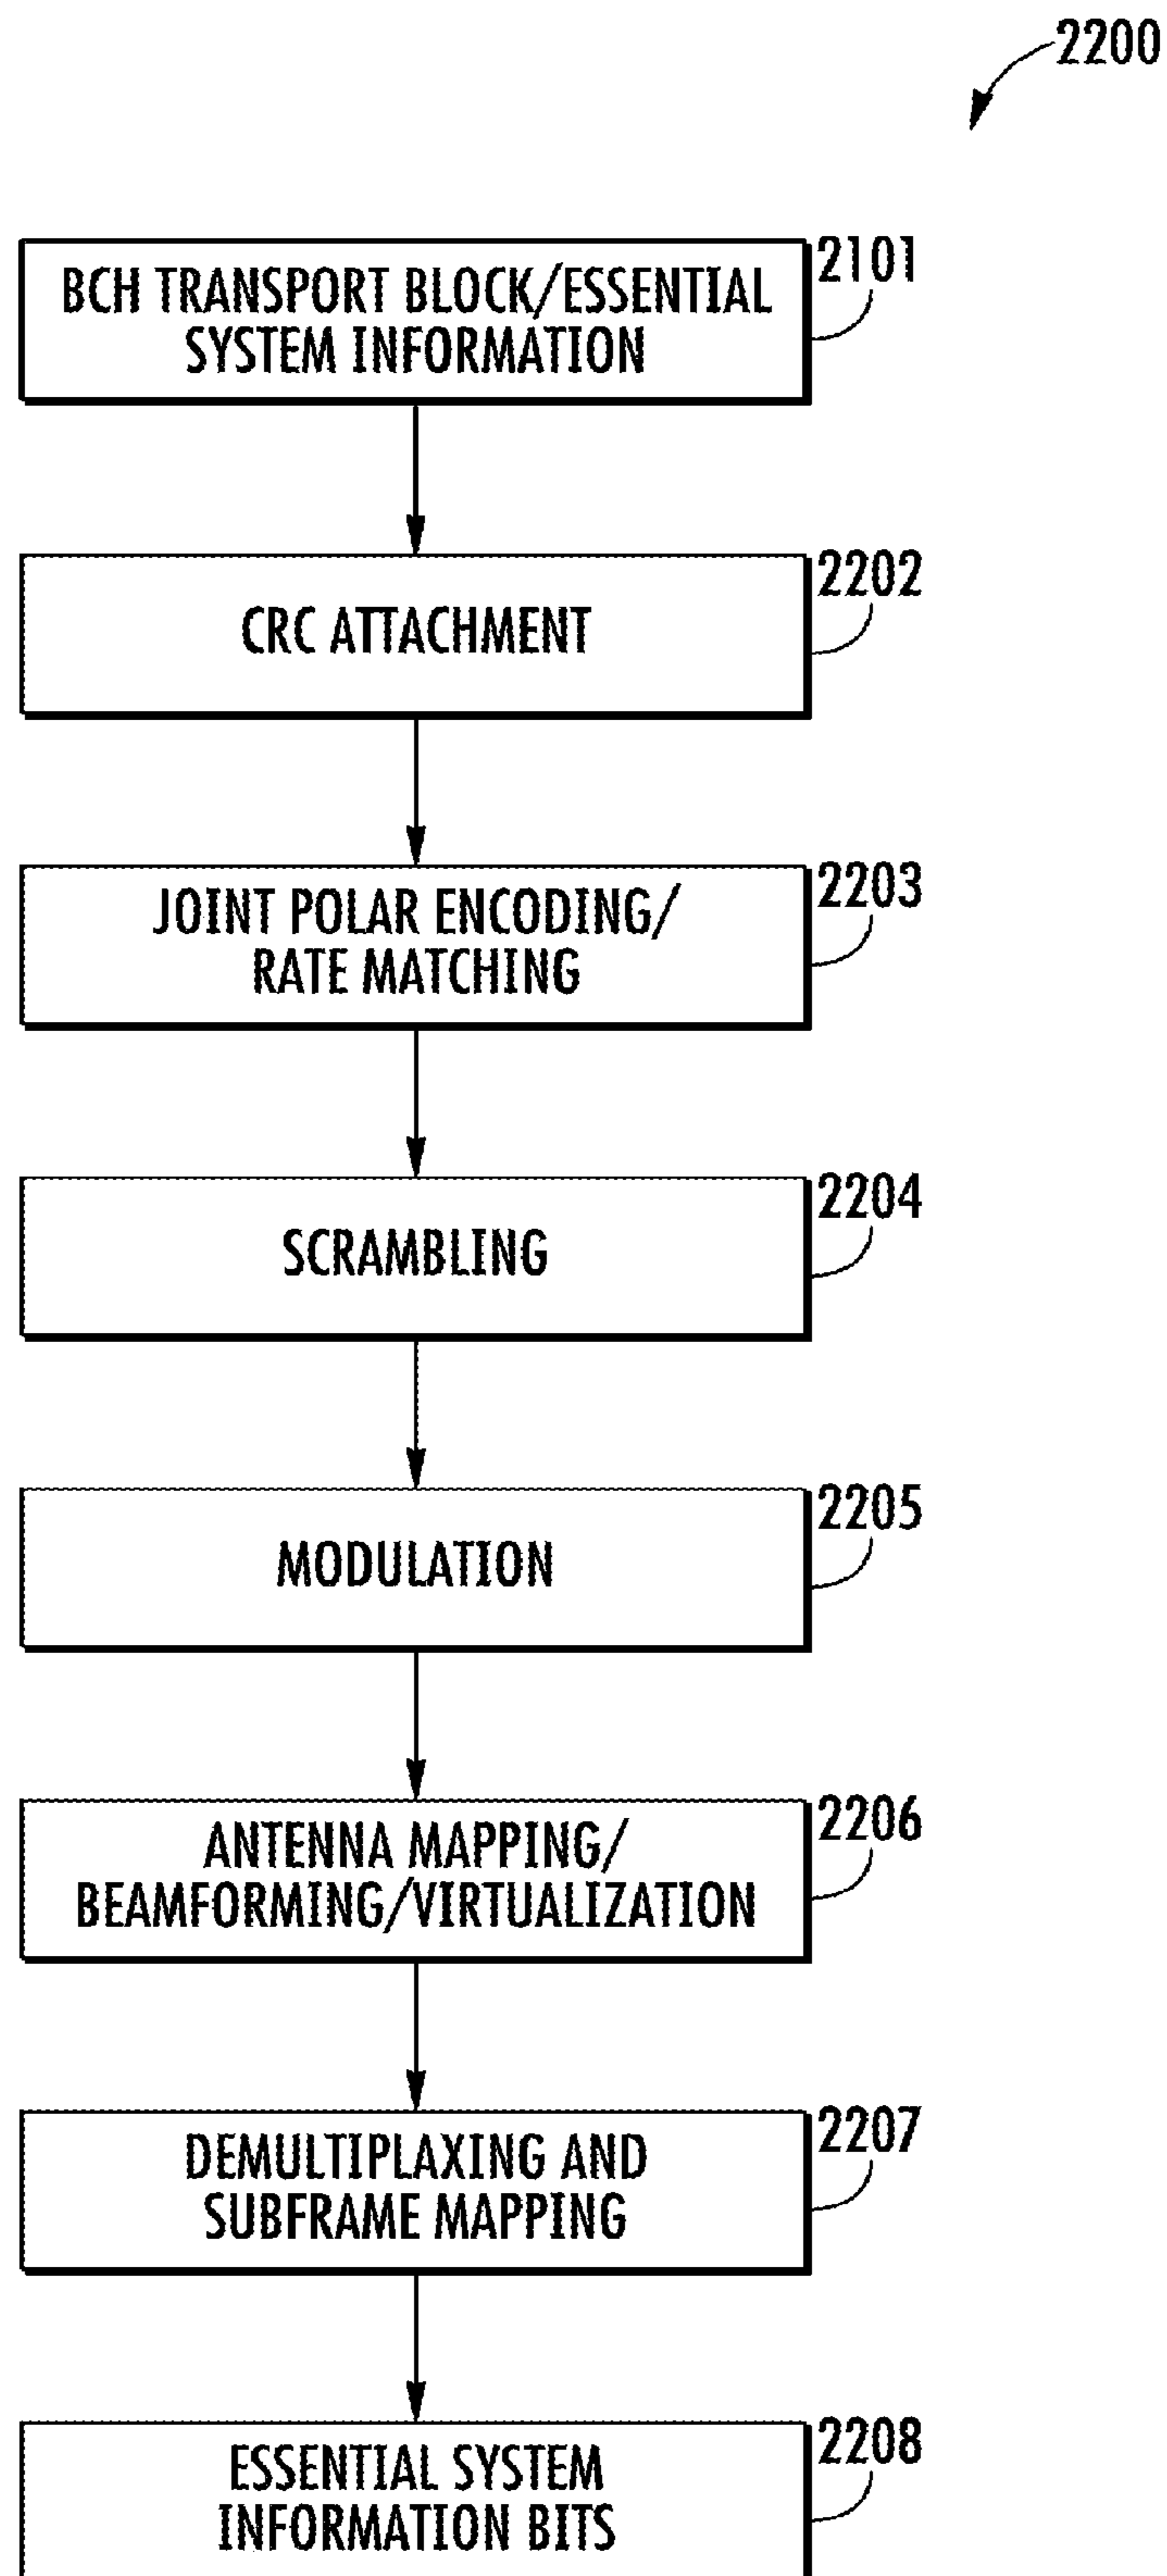 2200
BCH TRANSPORT BLOCK/ESSENTIAL
SYSTEM INFORMATION
2101
CRC ATTACHMENT
2202
JOINT POLAR ENCODING/
RATE MATCHING
2203
SCRAMBLING
2204
MODULATION
2205
ANTENNA MAPPING/
BEAMFORMING/VIRTUALIZATION
2206
DEMULTIPLAXING AND
SUBFRAME MAPPING
2207
ESSENTIAL SYSTEM
INFORMATION BITS
2208